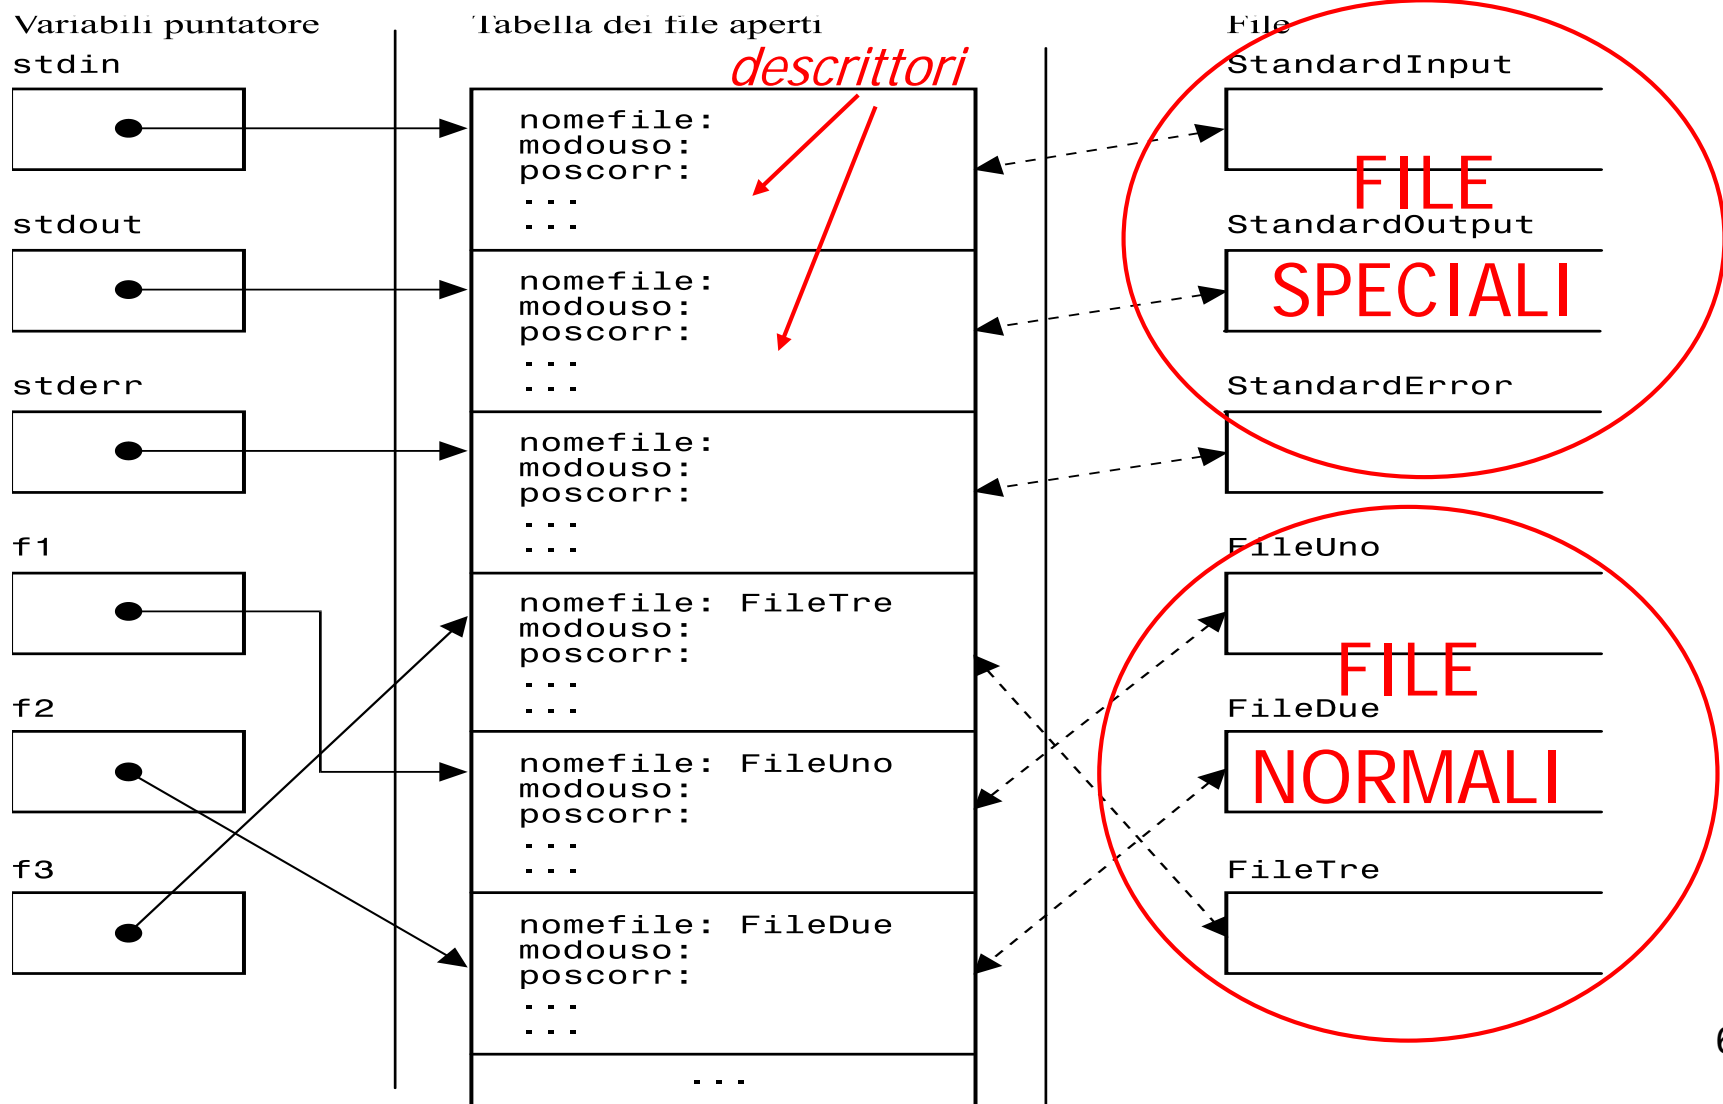 Variabili puntatore
Tabella dei file aperti
File
stdin
descrittori
StandardInput
nomefile:
modouso:
poscorr:
...
...
FILE
stdout
StandardOutput
nomefile:
modouso:
poscorr:
...
...
SPECIALI
stderr
StandardError
nomefile:
modouso:
poscorr:
...
...
f1
FileUno
nomefile: FileTre
modouso:
poscorr:
...
...
FILE
f2
FileDue
nomefile: FileUno
modouso:
poscorr:
...
...
NORMALI
f3
FileTre
nomefile: FileDue
modouso:
poscorr:
...
...
...